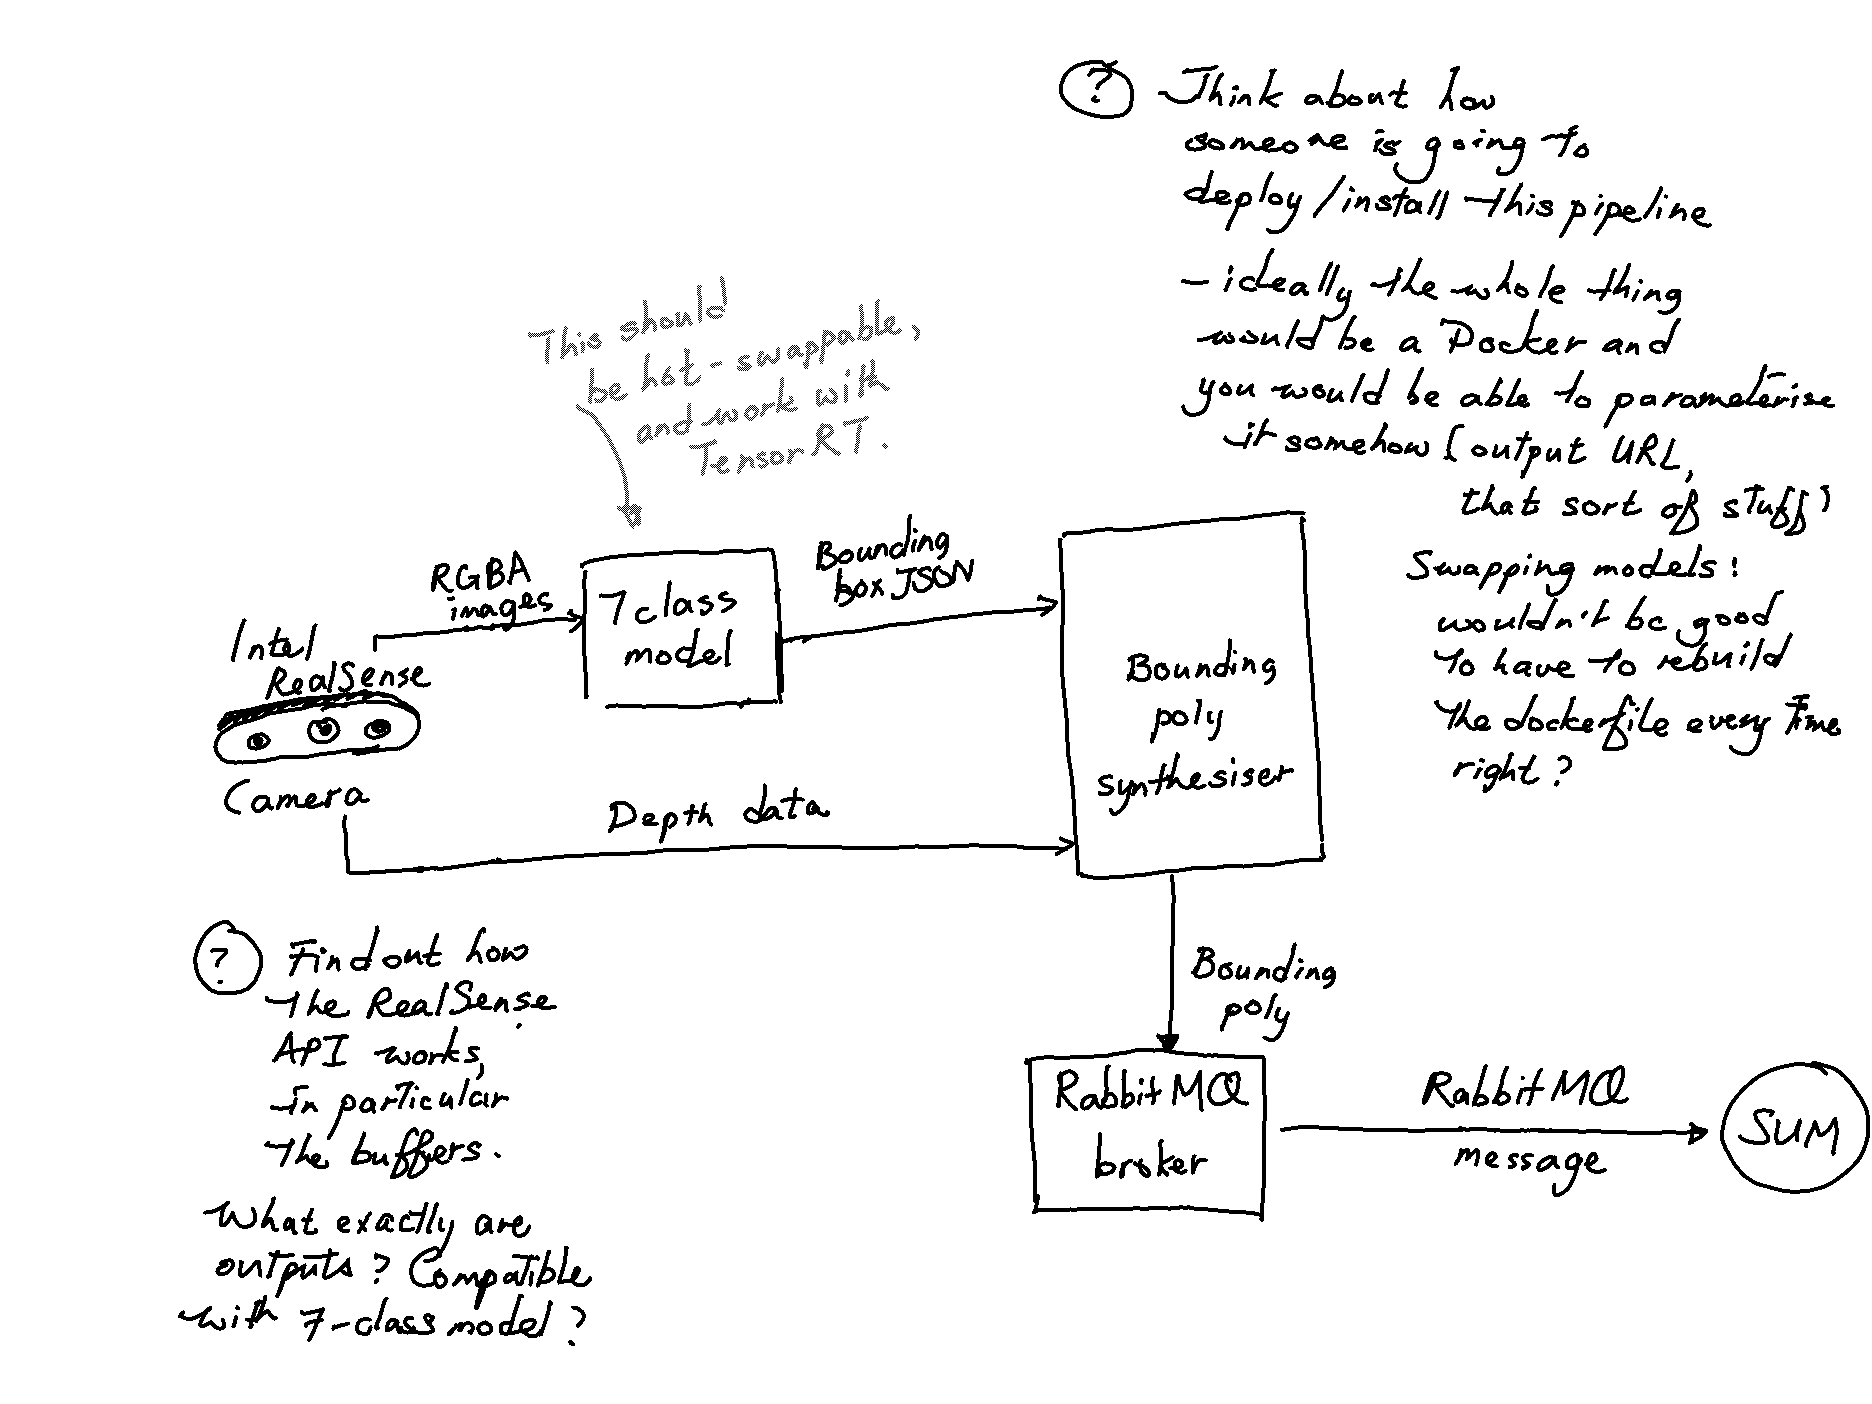 ? Think about how
someone is going to
deploy/install this pipeline
- ideally the whole thing
would be a Docker and
you would be able to parameterise
it somehow (output URL,
that sort of stuff)
Swapping models:
wouldn't be good
to have to rebuild
the dockerfile every time
right?
This should
be hot-swappable,
and work with
TensorRT.
Intel
RealSense
Camera
RGBA
images
7 class
model
Bounding
box JSON
Depth data
Bounding
poly
synthesiser
Bounding
poly
RabbitMQ
broker
RabbitMQ
message
SUM
? Find out how
the RealSense
API works,
in particular
the buffers.
What exactly are
outputs? Compatible
with 7-class model?